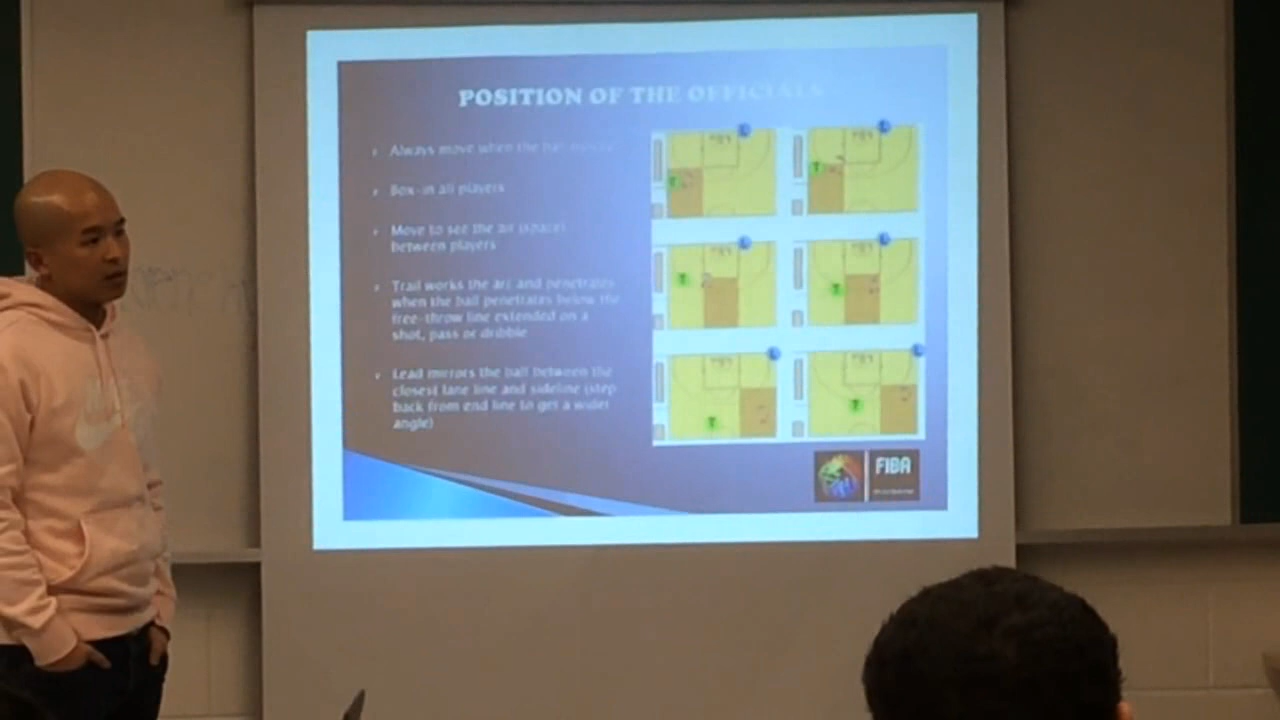 POSITION OF THE OFFICIALS
Always move when the ball moves
Box-in all players
Move to see the air (space)
between players
Trail works the arc and penetrates
when the ball penetrates below the
free-throw line extended on a
shot, pass or dribble
Lead mirrors the ball between the
closest lane line and sideline (step
back from end line to get a wider
angle)
FIBA